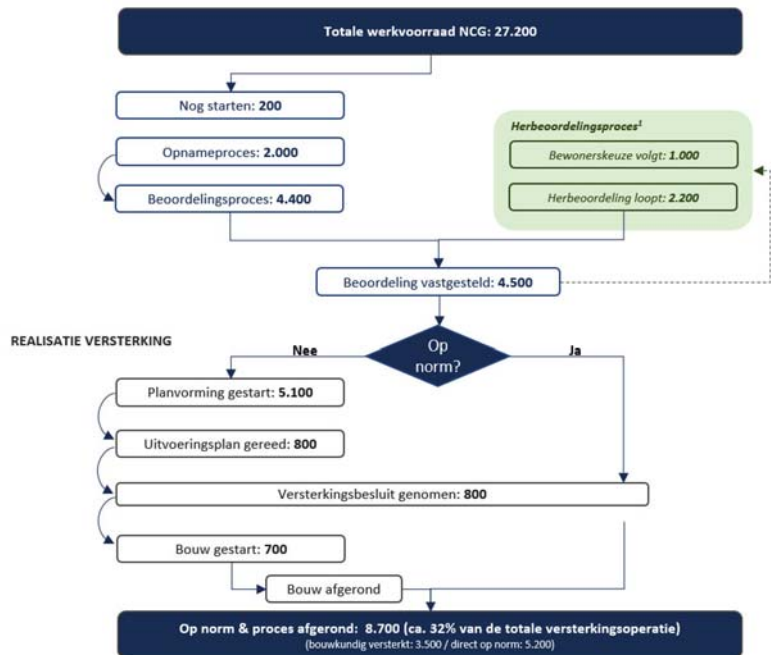 Totale werkvoorraad NCG: 27.200
Nog starten: 200
Opnameproces: 2.000
Beoordelingsproces: 4.400
Herbeoordelingsproces¹
Bewonerskeuze volgt: 1.000
Herbeoordeling loopt: 2.200
Beoordeling vastgesteld: 4.500
REALISATIE VERSTERKING
Op
norm?
Nee
Ja
Planvorming gestart: 5.100
Uitvoeringsplan gereed: 800
Versterkingsbesluit genomen: 800
Bouw gestart: 700
Bouw afgerond
Op norm & proces afgerond: 8.700 (ca. 32% van de totale versterkingsoperatie)
(bouwkundig versterkt: 3.500 / direct op norm: 5.200)